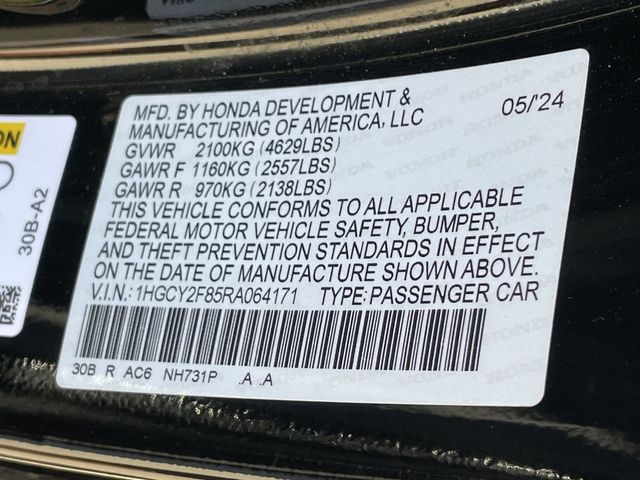 MFD. BY HONDA DEVELOPMENT &
MANUFACTURING OF AMERICA, LLC 05/24
GVWR 2100KG (4629LBS)
GAWR F 1160KG (2557LBS)
GAWR R 970KG (2138LBS)
THIS VEHICLE CONFORMS TO ALL APPLICABLE
FEDERAL MOTOR VEHICLE SAFETY, BUMPER,
AND THEFT PREVENTION STANDARDS IN EFFECT
ON THE DATE OF MANUFACTURE SHOWN ABOVE.
V.I.N.: 1HGCY2F85RA064171 TYPE: PASSENGER CAR
30B R AC6 NH731P .A .A
ON
30B-A2